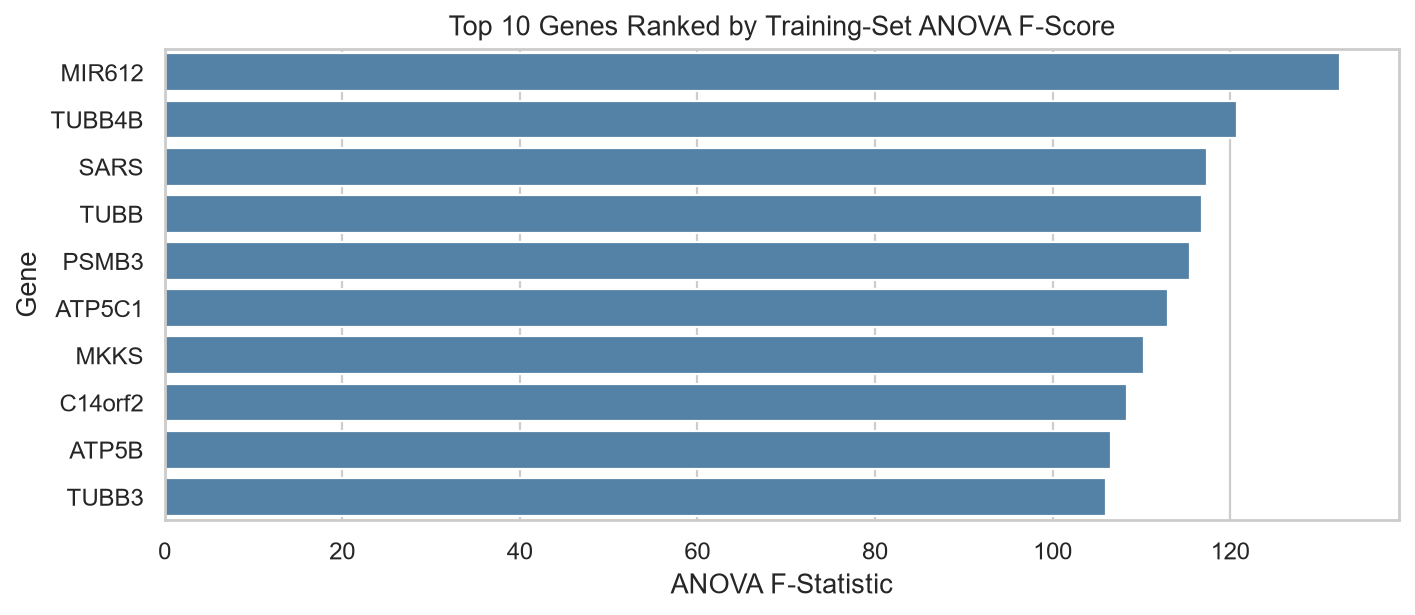 Top 10 Genes Ranked by Training-Set ANOVA F-Score
Gene
MIR612
TUBB4B
SARS
TUBB
PSMB3
ATP5C1
MKKS
C14orf2
ATP5B
TUBB3
0 20 40 60 80 100 120
ANOVA F-Statistic